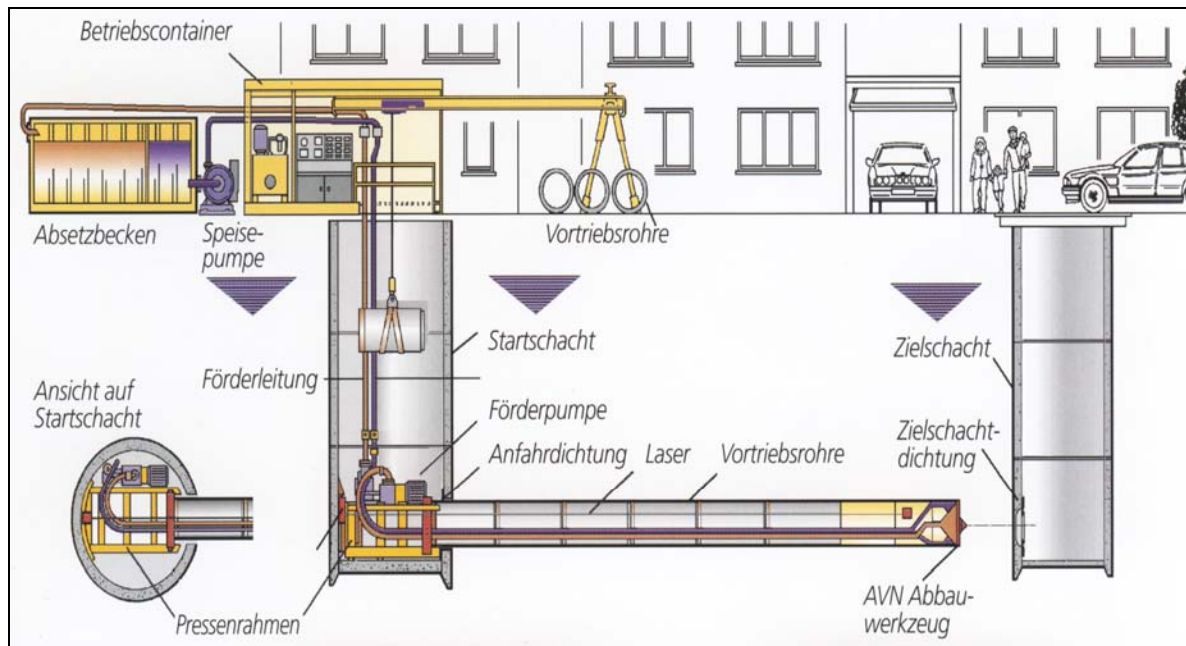 Betriebscontainer
Absetzbecken
Speise-
pumpe
Vortriebsrohre
Startschacht
Zielschacht
Förderleitung
Ansicht auf
Startschacht
Förderpumpe
Zielschacht-
dichtung
Anfahrdichtung
Laser
Vortriebsrohre
Pressenrahmen
AVN Abbau-
werkzeug